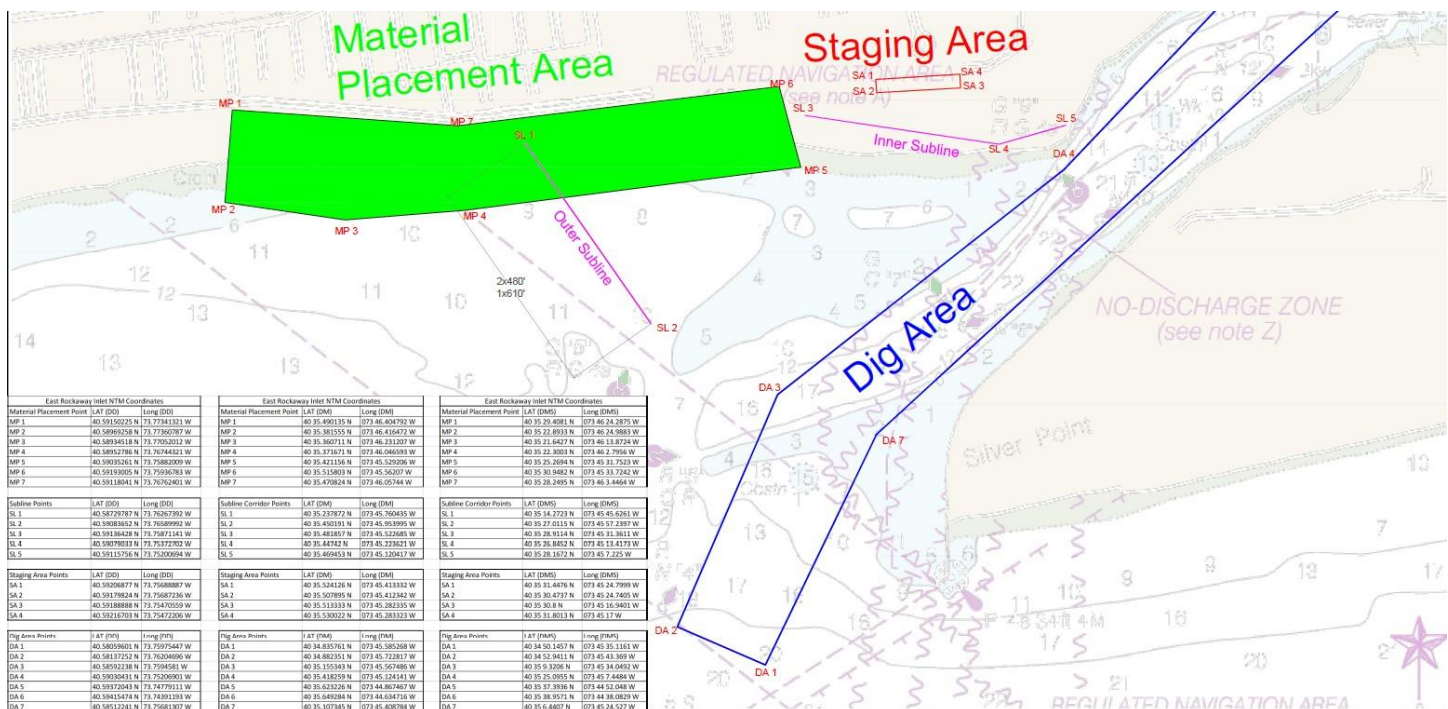 Material
Placement Area
Staging Area
REGULATED NAVIGATION AREA
(see note A)
SA 1
SA 4
SA 2
SA 3
MP 1
MP 7
MP 6
SL 3
SL 1
Inner Subline
SL 5
SL 4
DA 4
MP 5
MP 2
MP 4
MP 3
Outer Subline
2x480'
1x610'
SL 2
Dig Area
NO-DISCHARGE ZONE
(see note Z)
DA 3
DA 7
Silver Point
DA 2
DA 1
REGULATED NAVIGATION AREA
East Rockaway Inlet NTM Coordinates
Material Placement Point LAT (DD) Long (DD)
MP 1 40.59150225 N 73.77341321 W
MP 2 40.58969258 N 73.77360787 W
MP 3 40.58934518 N 73.77052012 W
MP 4 40.58952786 N 73.76744321 W
MP 5 40.59035261 N 73.75882009 W
MP 6 40.59193005 N 73.75936783 W
MP 7 40.59118041 N 73.76762401 W
Subline Points LAT (DD) Long (DD)
SL 1 40.58729787 N 73.76267392 W
SL 2 40.59083652 N 73.76589992 W
SL 3 40.59136428 N 73.75871141 W
SL 4 40.59079033 N 73.75372702 W
SL 5 40.59115756 N 73.75200694 W
Staging Area Points LAT (DD) Long (DD)
SA 1 40.59206877 N 73.75688887 W
SA 2 40.59179824 N 73.75687236 W
SA 3 40.59188888 N 73.75470559 W
SA 4 40.59216703 N 73.75472206 W
Dig Area Points LAT (DD) Long (DD)
DA 1 40.58059601 N 73.75975447 W
DA 2 40.58137252 N 73.76204696 W
DA 3 40.58592238 N 73.7594581 W
DA 4 40.59030431 N 73.75206901 W
DA 5 40.59372043 N 73.74779111 W
DA 6 40.59415474 N 73.74391193 W
DA 7 40.58512241 N 73.75681307 W
East Rockaway Inlet NTM Coordinates
Material Placement Point LAT (DM) Long (DM)
MP 1 40 35.490135 N 073 46.404792 W
MP 2 40 35.381555 N 073 46.416472 W
MP 3 40 35.360711 N 073 46.231207 W
MP 4 40 35.371671 N 073 46.046593 W
MP 5 40 35.421156 N 073 45.529206 W
MP 6 40 35.515803 N 073 45.56207 W
MP 7 40 35.470824 N 073 46.05744 W
Subline Corridor Points LAT (DM) Long (DM)
SL 1 40 35.237872 N 073 45.760435 W
SL 2 40 35.450191 N 073 45.953995 W
SL 3 40 35.481857 N 073 45.522685 W
SL 4 40 35.44742 N 073 45.223621 W
SL 5 40 35.469453 N 073 45.120417 W
Staging Area Points LAT (DM) Long (DM)
SA 1 40 35.524126 N 073 45.413332 W
SA 2 40 35.507895 N 073 45.412342 W
SA 3 40 35.513333 N 073 45.282335 W
SA 4 40 35.530022 N 073 45.283323 W
Dig Area Points LAT (DM) Long (DM)
DA 1 40 34.835761 N 073 45.585268 W
DA 2 40 34.882351 N 073 45.722817 W
DA 3 40 35.155343 N 073 45.567486 W
DA 4 40 35.418259 N 073 45.124141 W
DA 5 40 35.623226 N 073 44.867467 W
DA 6 40 35.649284 N 073 44.634716 W
DA 7 40 35.107345 N 073 45.408784 W
East Rockaway Inlet NTM Coordinates
Material Placement Point LAT (DMS) Long (DMS)
MP 1 40 35 29.4081 N 073 46 24.2875 W
MP 2 40 35 22.8933 N 073 46 24.9883 W
MP 3 40 35 21.6427 N 073 46 13.8724 W
MP 4 40 35 22.3003 N 073 46 2.7956 W
MP 5 40 35 25.2694 N 073 45 31.7523 W
MP 6 40 35 30.9482 N 073 45 33.7242 W
MP 7 40 35 28.2495 N 073 46 3.4464 W
Subline Corridor Points LAT (DMS) Long (DMS)
SL 1 40 35 14.2723 N 073 45 45.6261 W
SL 2 40 35 27.0115 N 073 45 57.2397 W
SL 3 40 35 28.9114 N 073 45 31.3611 W
SL 4 40 35 26.8452 N 073 45 13.4173 W
SL 5 40 35 28.1672 N 073 45 7.225 W
Staging Area Points LAT (DMS) Long (DMS)
SA 1 40 35 31.4476 N 073 45 24.7999 W
SA 2 40 35 30.4737 N 073 45 24.7405 W
SA 3 40 35 30.8 N 073 45 16.9401 W
SA 4 40 35 31.8013 N 073 45 17 W
Dig Area Points LAT (DMS) Long (DMS)
DA 1 40 34 50.1457 N 073 45 35.1161 W
DA 2 40 34 52.9411 N 073 45 43.369 W
DA 3 40 35 9.3206 N 073 45 34.0492 W
DA 4 40 35 25.0955 N 073 45 7.4484 W
DA 5 40 35 37.3936 N 073 44 52.048 W
DA 6 40 35 38.9571 N 073 44 38.0829 W
DA 7 40 35 6.4407 N 073 45 24.527 W